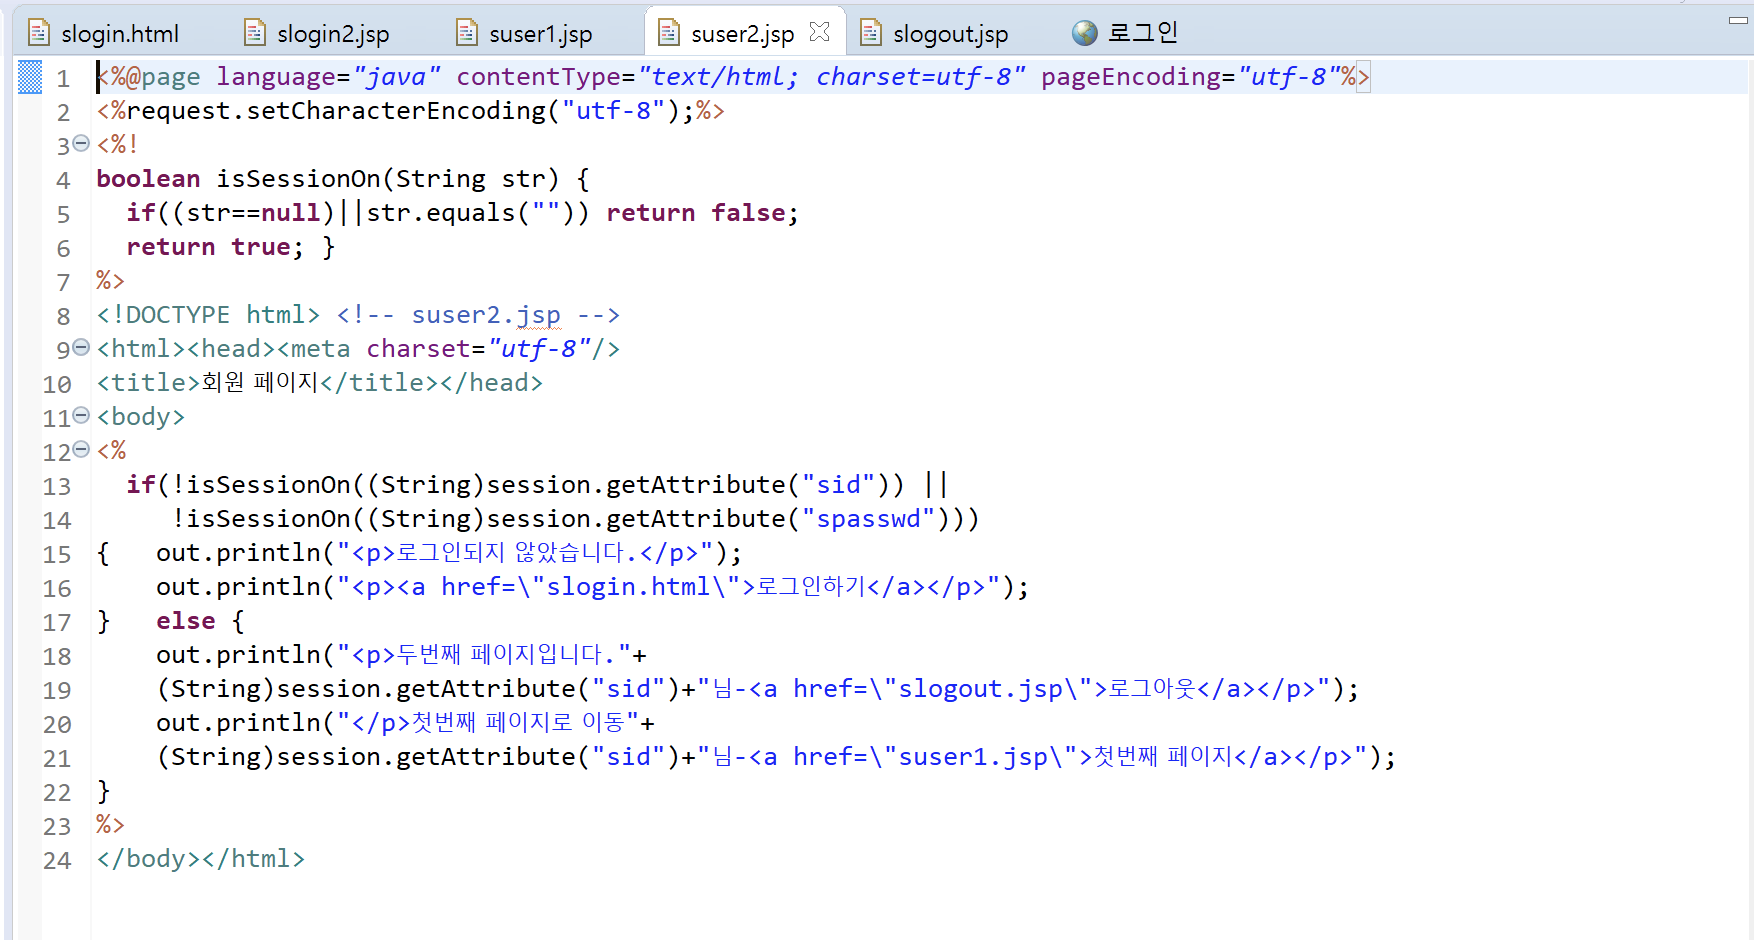 slogin.html slogin2.jsp suser1.jsp suser2.jsp slogout.jsp 로그인
1 <%@page language="java" contentType="text/html; charset=utf-8" pageEncoding="utf-8"%>
2 <%request.setCharacterEncoding("utf-8");%>
3 <%!
4 boolean isSessionOn(String str) {
5   if((str==null)||str.equals("")) return false;
6   return true; }
7 %>
8 <!DOCTYPE html> <!-- suser2.jsp -->
9 <html><head><meta charset="utf-8"/>
10 <title>회원 페이지</title></head>
11 <body>
12 <%
13   if(!isSessionOn((String)session.getAttribute("sid")) ||
14      !isSessionOn((String)session.getAttribute("spasswd")))
15 {   out.println("<p>로그인되지 않았습니다.</p>");
16     out.println("<p><a href=\"slogin.html\">로그인하기</a></p>");
17 }   else {
18     out.println("<p>두번째 페이지입니다."+
19     (String)session.getAttribute("sid")+"님-<a href=\"slogout.jsp\">로그아웃</a></p>");
20     out.println("</p>첫번째 페이지로 이동"+
21     (String)session.getAttribute("sid")+"님-<a href=\"suser1.jsp\">첫번째 페이지</a></p>");
22 }
23 %>
24 </body></html>